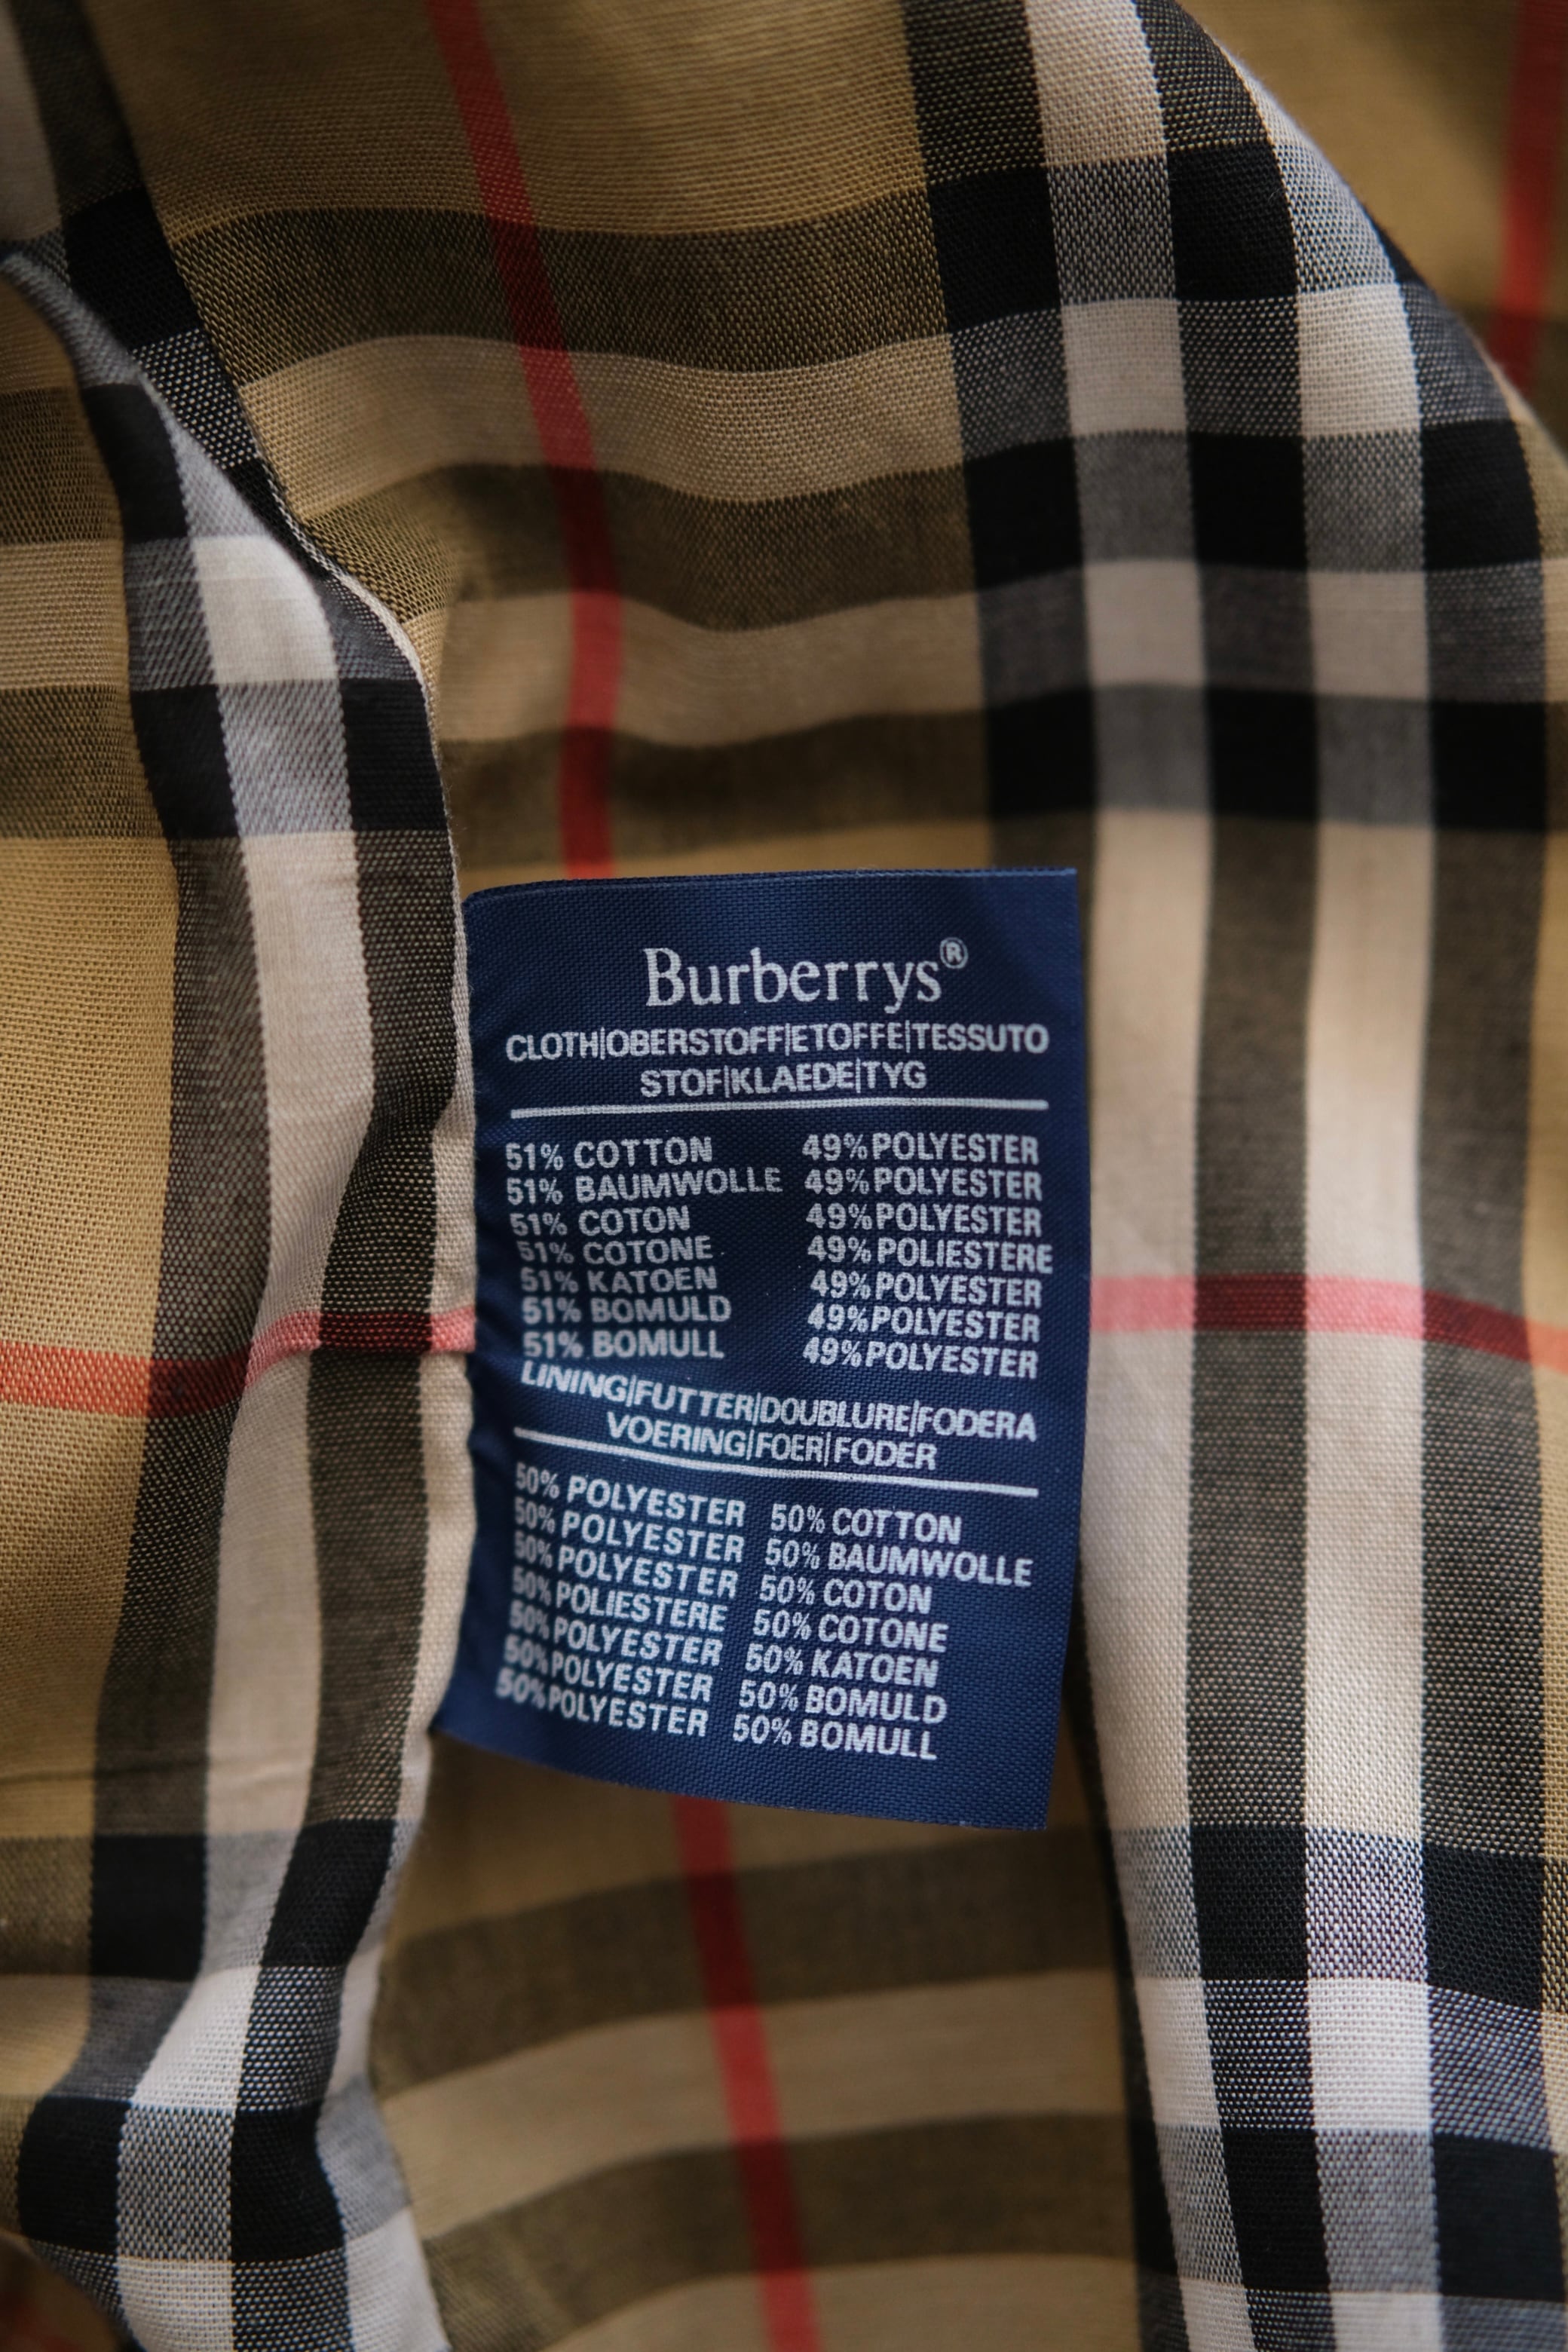 Burberrys®
CLOTH|OBERSTOFF|ETOFFE|TESSUTO
STOF|KLAEDE|TYG
51% COTTON 49% POLYESTER
51% BAUMWOLLE 49% POLYESTER
51% COTON 49% POLYESTER
51% COTONE 49% POLIESTERE
51% KATOEN 49% POLYESTER
51% BOMULD 49% POLYESTER
51% BOMULL 49% POLYESTER
LINING|FUTTER|DOUBLURE|FODERA
VOERING|FOER|FODER
50% POLYESTER 50% COTTON
50% POLYESTER 50% BAUMWOLLE
50% POLYESTER 50% COTON
50% POLIESTERE 50% COTONE
50% POLYESTER 50% KATOEN
50% POLYESTER 50% BOMULD
50% POLYESTER 50% BOMULL